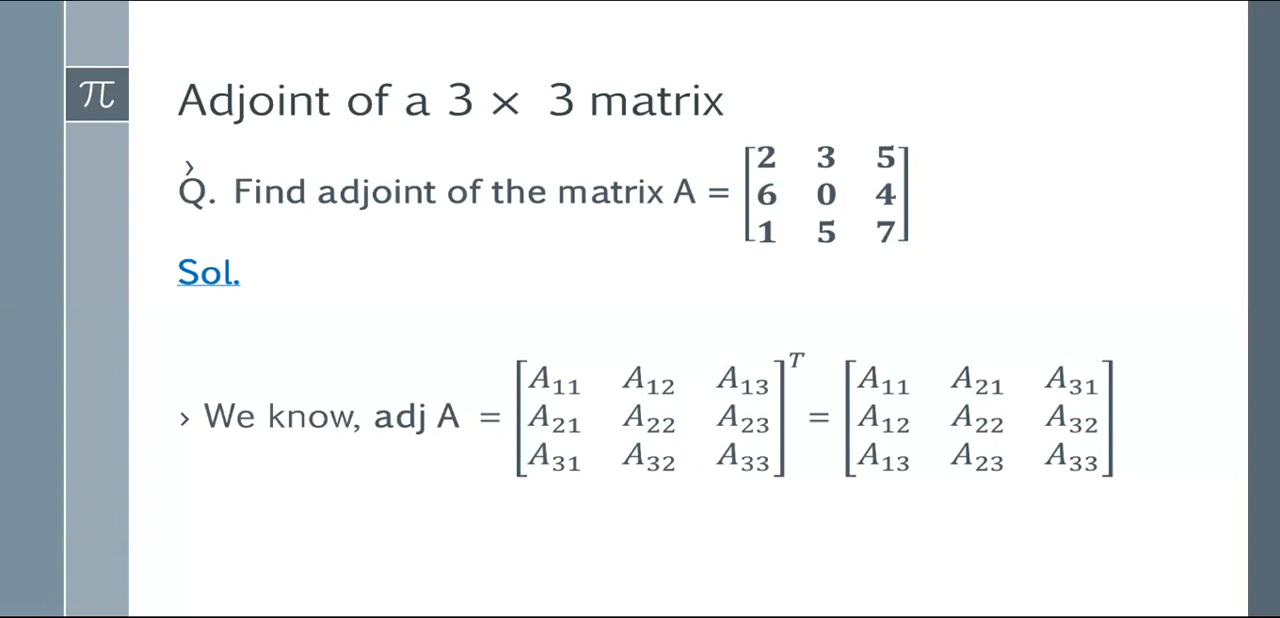 π
Adjoint of a 3 × 3 matrix
› Q. Find adjoint of the matrix A = [2 3 5
6 0 4
1 5 7]
Sol.
› We know, adj A = [A₁₁ A₁₂ A₁₃ ]ᵀ = [A₁₁ A₂₁ A₃₁]
A₂₁ A₂₂ A₂₃ A₁₂ A₂₂ A₃₂
A₃₁ A₃₂ A₃₃ A₁₃ A₂₃ A₃₃